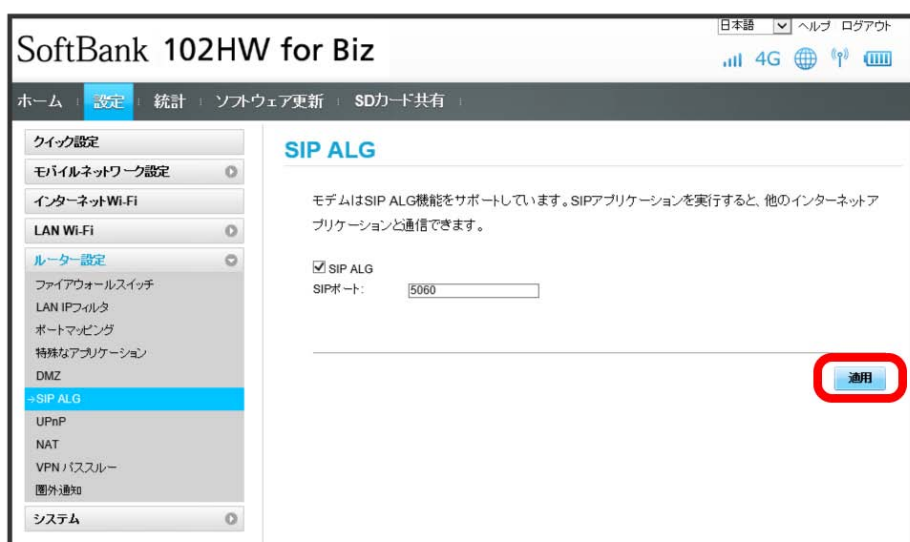 日本語 ヘルプ ログアウト
SoftBank 102HW for Biz
4G
ホーム 設定 統計 ソフトウェア更新 SDカード共有
クイック設定
モバイルネットワーク設定
インターネットWi-Fi
LAN Wi-Fi
ルーター設定
ファイアウォールスイッチ
LAN IPフィルタ
ポートマッピング
特殊なアプリケーション
DMZ
→SIP ALG
UPnP
NAT
VPN パススルー
圏外通知
システム
SIP ALG
モデムはSIP ALG機能をサポートしています。SIPアプリケーションを実行すると、他のインターネットア
プリケーションと通信できます。
SIP ALG
SIPポート: 5060
適用